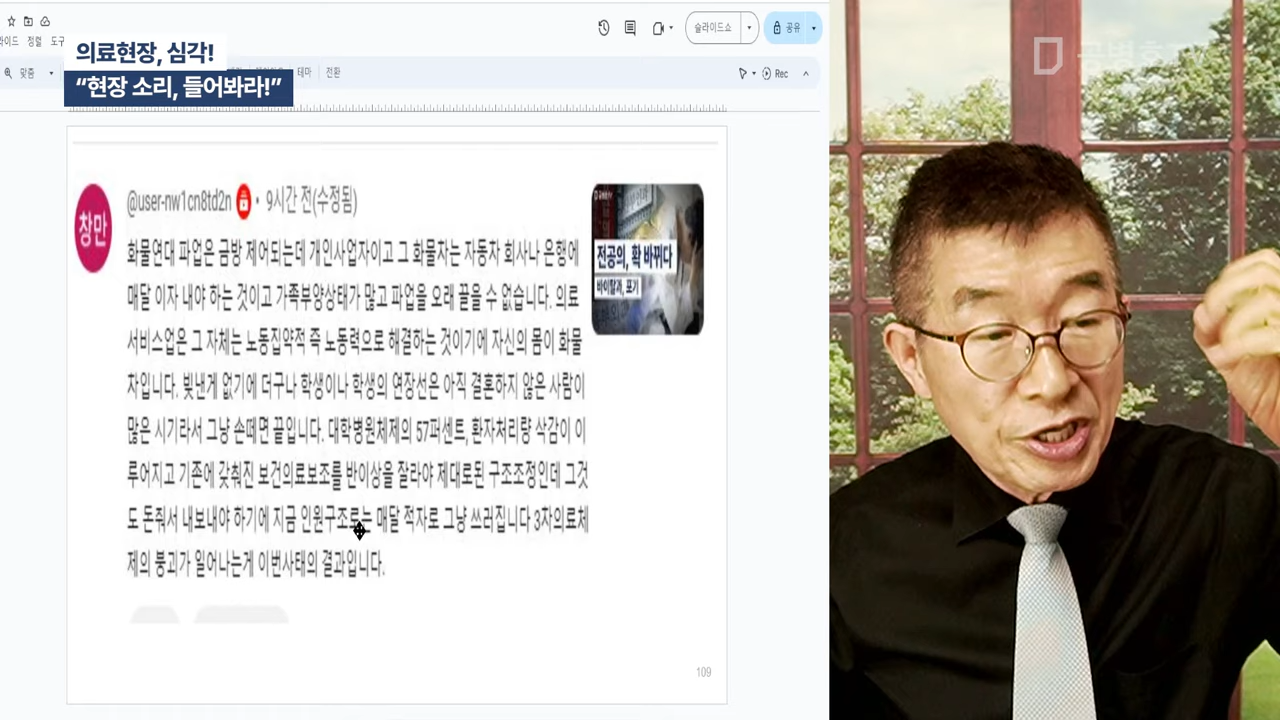 슬라이드쇼
공유
이드 정렬 도구
의료현장, 심각!
“현장 소리, 들어봐라!”
맞춤
테마
전환
Rec
창만
@user-nw1cn8td2n · 9시간 전(수정됨)
화물연대 파업은 금방 제어되는데 개인사업자이고 그 화물차는 자동차 회사나 은행에
매달 이자 내야 하는 것이고 가족부양상태가 많고 파업을 오래 끌을 수 없습니다. 의료
서비스업은 그 자체는 노동집약적 즉 노동력으로 해결하는 것이기에 자신의 몸이 화물
차입니다. 빚낸게 없기에 더구나 학생이나 학생의 연장선은 아직 결혼하지 않은 사람이
많은 시기라서 그냥 손떼면 끝입니다. 대학병원체제의 57퍼센트, 환자처리량 삭감이 이
루어지고 기존에 갖춰진 보건의료보조를 반이상을 잘라야 제대로된 구조조정인데 그것
도 돈줘서 내보내야 하기에 지금 인원구조로는 매달 적자로 그냥 쓰러집니다 3차의료체
제의 붕괴가 일어나는게 이번사태의 결과입니다.
전공의, 확 바뀌다
바이탈과, 포기
109